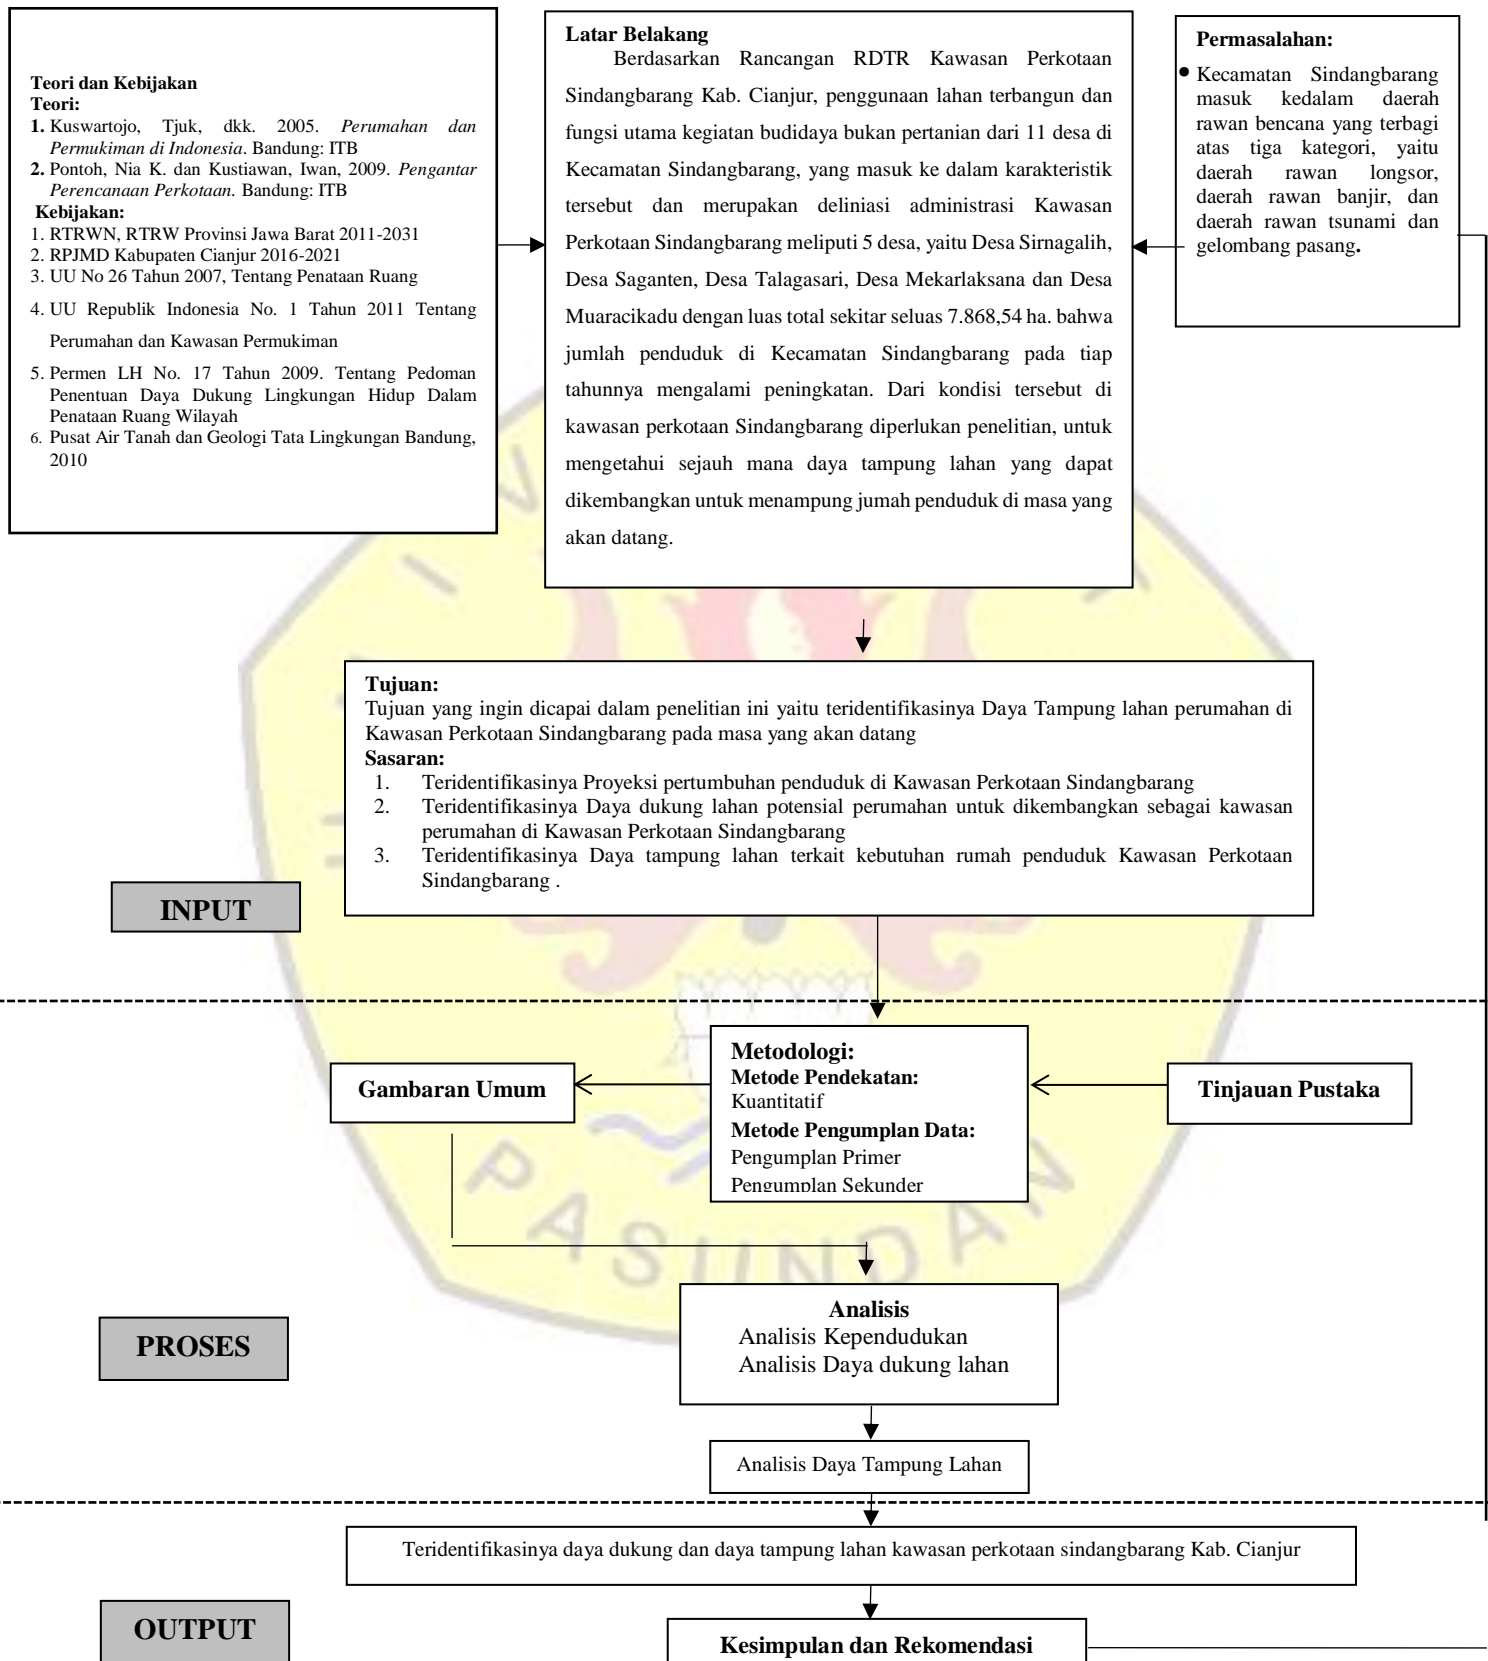 Teori dan Kebijakan
Teori:
1. Kuswartojo, Tjuk, dkk. 2005. Perumahan dan
Permukiman di Indonesia. Bandung: ITB
2. Pontoh, Nia K. dan Kustiawan, Iwan, 2009. Pengantar
Perencanaan Perkotaan. Bandung: ITB
Kebijakan:
1. RTRWN, RTRW Provinsi Jawa Barat 2011-2031
2. RPJMD Kabupaten Cianjur 2016-2021
3. UU No 26 Tahun 2007, Tentang Penataan Ruang
4. UU Republik Indonesia No. 1 Tahun 2011 Tentang
Perumahan dan Kawasan Permukiman
5. Permen LH No. 17 Tahun 2009. Tentang Pedoman
Penentuan Daya Dukung Lingkungan Hidup Dalam
Penataan Ruang Wilayah
6. Pusat Air Tanah dan Geologi Tata Lingkungan Bandung,
2010
Latar Belakang
Berdasarkan Rancangan RDTR Kawasan Perkotaan
Sindangbarang Kab. Cianjur, penggunaan lahan terbangun dan
fungsi utama kegiatan budidaya bukan pertanian dari 11 desa di
Kecamatan Sindangbarang, yang masuk ke dalam karakteristik
tersebut dan merupakan deliniasi administrasi Kawasan
Perkotaan Sindangbarang meliputi 5 desa, yaitu Desa Sirnagalih,
Desa Saganten, Desa Talagasari, Desa Mekarlaksana dan Desa
Muaracikadu dengan luas total sekitar seluas 7.868,54 ha. bahwa
jumlah penduduk di Kecamatan Sindangbarang pada tiap
tahunnya mengalami peningkatan. Dari kondisi tersebut di
kawasan perkotaan Sindangbarang diperlukan penelitian, untuk
mengetahui sejauh mana daya tampung lahan yang dapat
dikembangkan untuk menampung jumah penduduk di masa yang
akan datang.
Permasalahan:
• Kecamatan Sindangbarang
masuk kedalam daerah
rawan bencana yang terbagi
atas tiga kategori, yaitu
daerah rawan longsor,
daerah rawan banjir, dan
daerah rawan tsunami dan
gelombang pasang.
Tujuan:
Tujuan yang ingin dicapai dalam penelitian ini yaitu teridentifikasinya Daya Tampung lahan perumahan di
Kawasan Perkotaan Sindangbarang pada masa yang akan datang
Sasaran:
1. Teridentifikasinya Proyeksi pertumbuhan penduduk di Kawasan Perkotaan Sindangbarang
2. Teridentifikasinya Daya dukung lahan potensial perumahan untuk dikembangkan sebagai kawasan
perumahan di Kawasan Perkotaan Sindangbarang
3. Teridentifikasinya Daya tampung lahan terkait kebutuhan rumah penduduk Kawasan Perkotaan
Sindangbarang .
INPUT
Gambaran Umum
Metodologi:
Metode Pendekatan:
Kuantitatif
Metode Pengumplan Data:
Pengumplan Primer
Pengumplan Sekunder
Tinjauan Pustaka
PASUNDAN
Analisis
Analisis Kependudukan
Analisis Daya dukung lahan
PROSES
Analisis Daya Tampung Lahan
Teridentifikasinya daya dukung dan daya tampung lahan kawasan perkotaan sindangbarang Kab. Cianjur
OUTPUT
Kesimpulan dan Rekomendasi